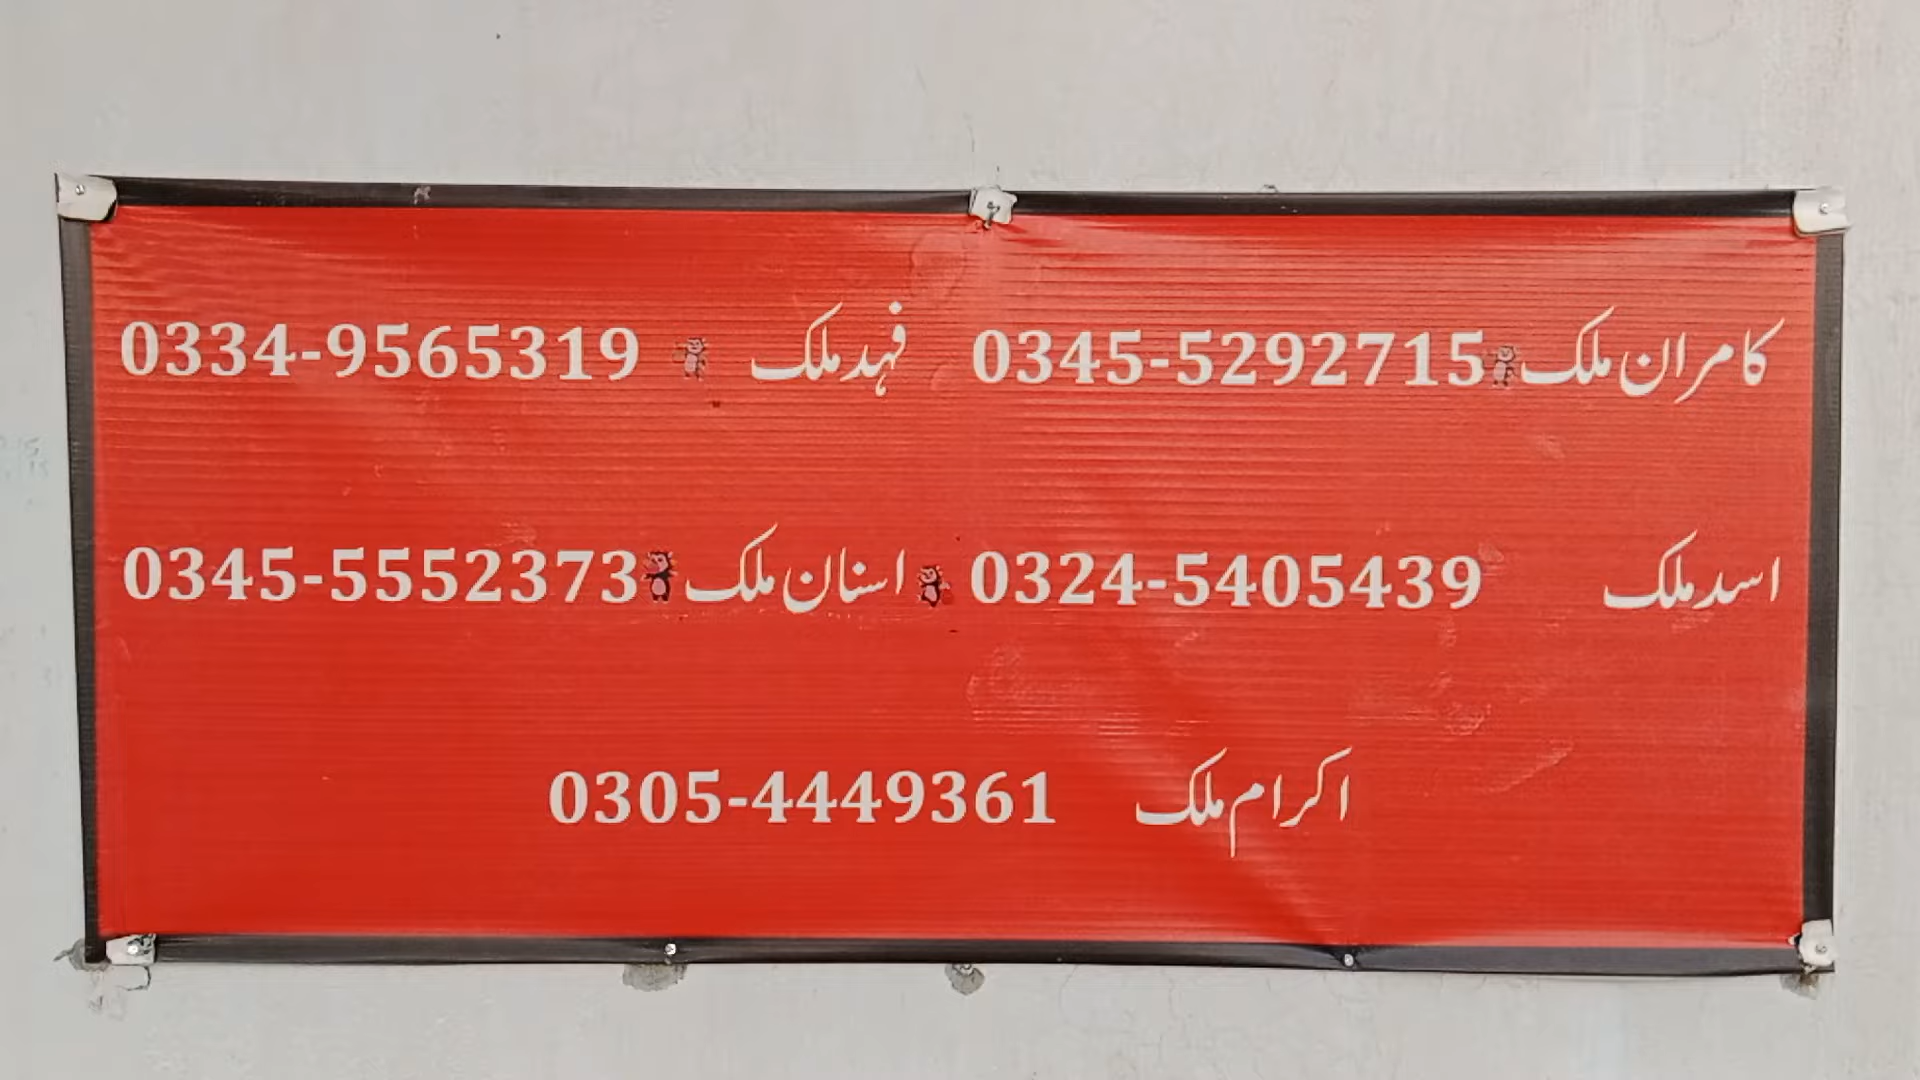 کامران ملک 0345-5292715 فہد ملک 0334-9565319
اسد ملک 0324-5405439 اسنان ملک 0345-5552373
اکرام ملک 0305-4449361